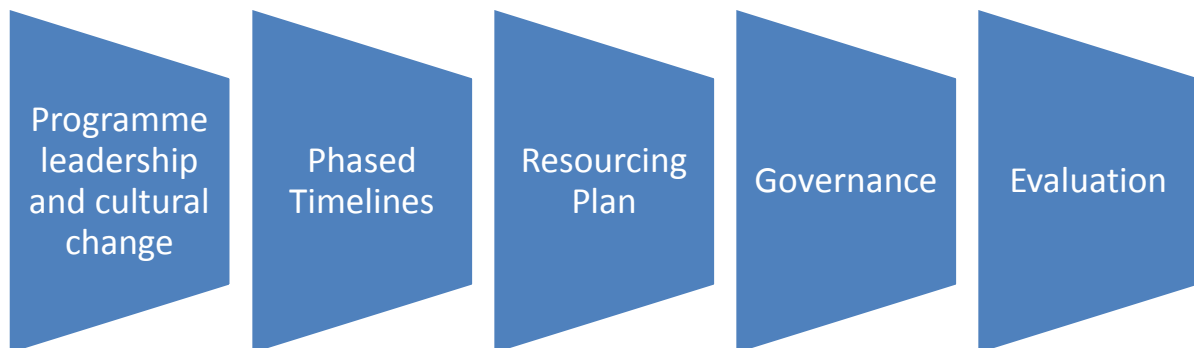 Programme
leadership
and cultural
change
Phased
Timelines
Resourcing
Plan
Governance
Evaluation